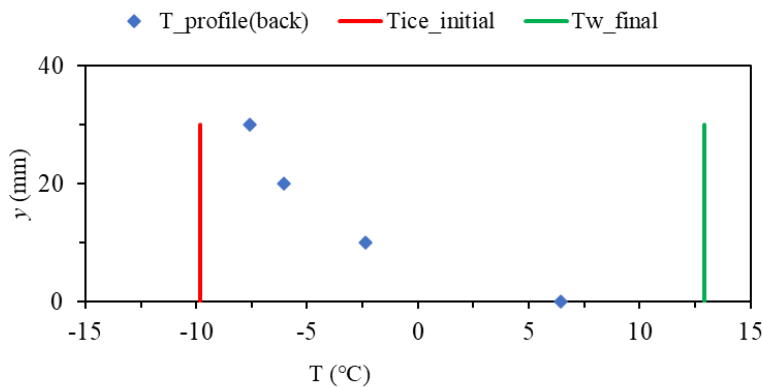 T_profile(back) Tice_initial Tw_final
40
20
0
y (mm)
-15 -10 -5 0 5 10 15
T (°C)